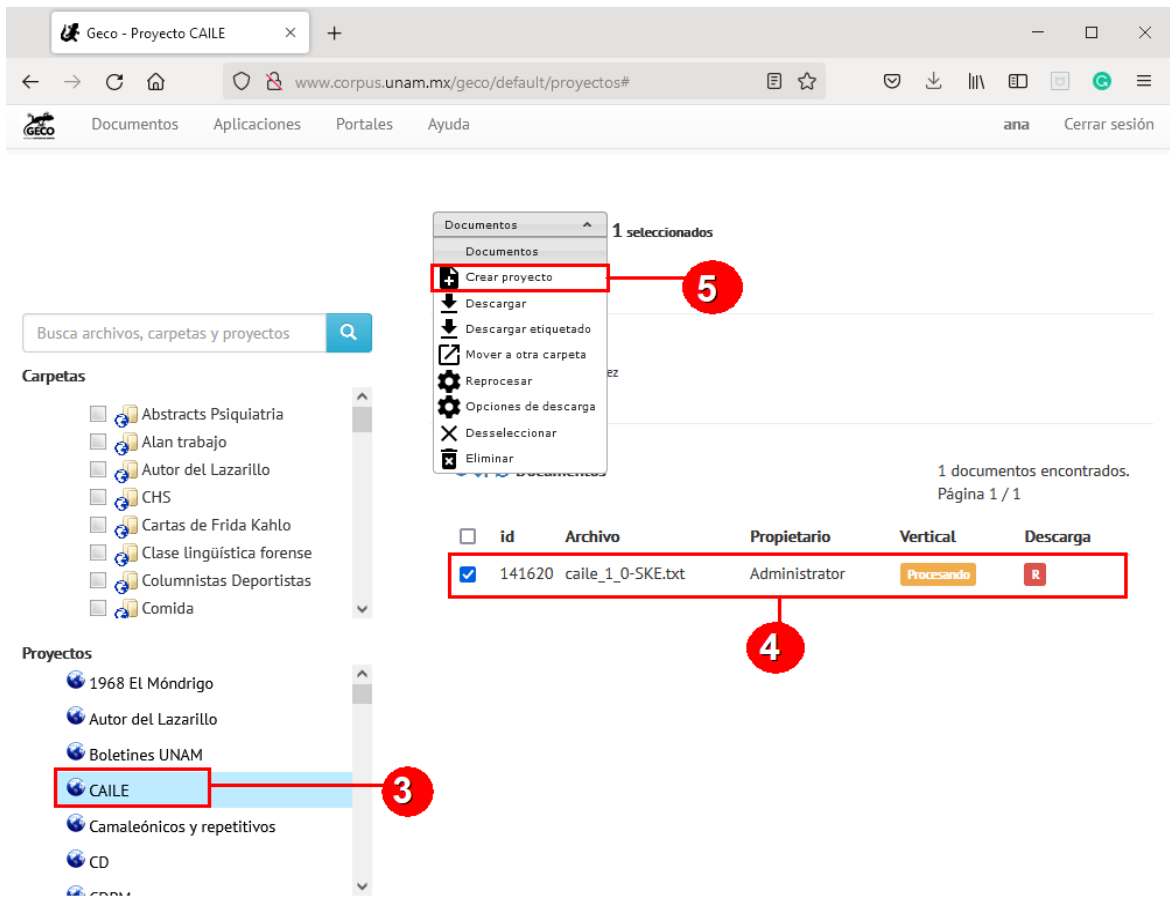 Geco - Proyecto CAILE
www.corpus.unam.mx/geco/default/proyectos#
GECO Documentos Aplicaciones Portales Ayuda ana Cerrar sesión
Documentos 1 seleccionados
Documentos
Crear proyecto
5
Descargar
Descargar etiquetado
Mover a otra carpeta
ez
Reprocesar
Opciones de descarga
Desseleccionar
Eliminar
Busca archivos, carpetas y proyectos
Carpetas
Abstracts Psiquiatria
Alan trabajo
Autor del Lazarillo
CHS
Cartas de Frida Kahlo
Clase lingüística forense
Columnistas Deportistas
Comida
Documentos
1 documentos encontrados.
Página 1 / 1
id Archivo Propietario Vertical Descarga
141620 caile_1_0-SKE.txt Administrator Procesando R
4
Proyectos
1968 El Móndrigo
Autor del Lazarillo
Boletines UNAM
CAILE
3
Camaleónicos y repetitivos
CD